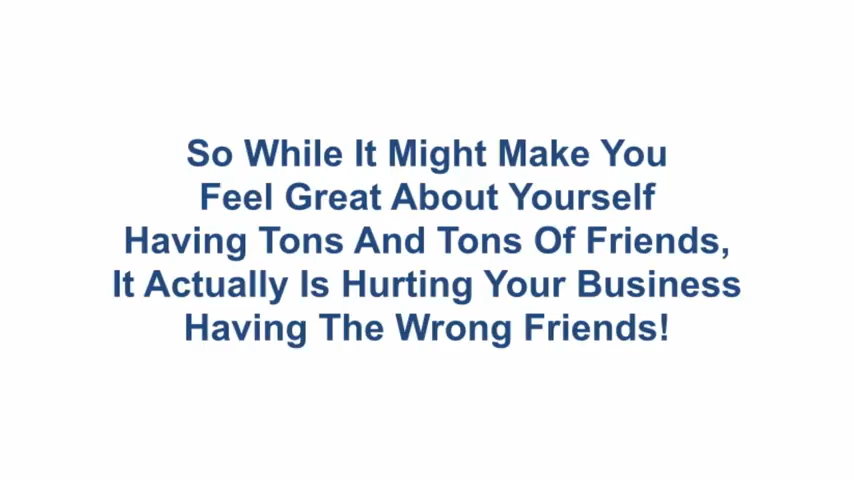 So While It Might Make You
Feel Great About Yourself
Having Tons And Tons Of Friends,
It Actually Is Hurting Your Business
Having The Wrong Friends!